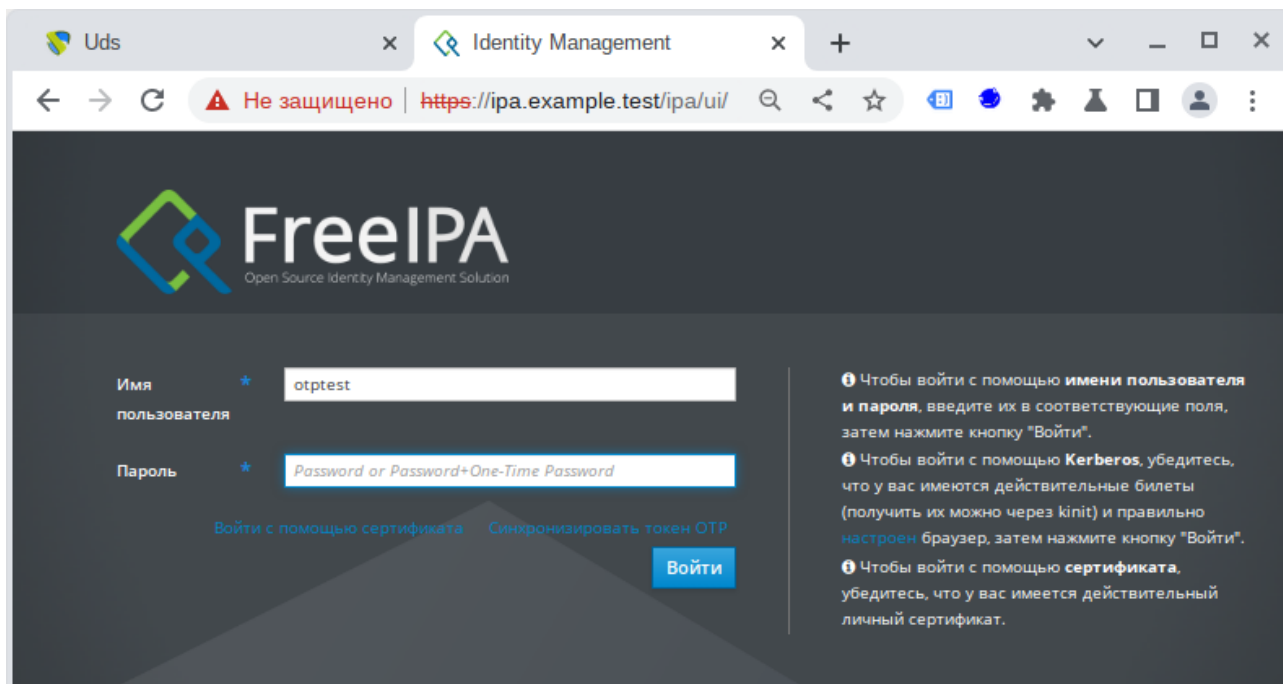 Uds
Identity Management
Не защищено
https://ipa.example.test/ipa/ui/
FreeIPA
Open Source Identity Management Solution
Имя * otptest
пользователя
Пароль * Password or Password+One-Time Password
Войти с помощью сертификата Синхронизировать токен OTP
Войти
Чтобы войти с помощью имени пользователя
и пароля, введите их в соответствующие поля,
затем нажмите кнопку "Войти".
Чтобы войти с помощью Kerberos, убедитесь,
что у вас имеются действительные билеты
(получить их можно через kinit) и правильно
настроен браузер, затем нажмите кнопку "Войти".
Чтобы войти с помощью сертификата,
убедитесь, что у вас имеется действительный
личный сертификат.